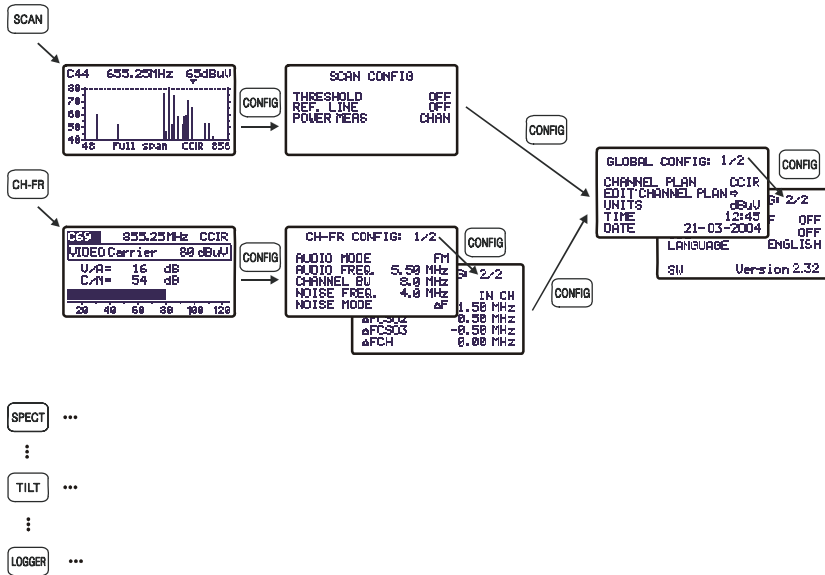 SCAN
C44 655.25MHz 65dBuV
80
70
60
50
40
48 Full span CCIR 856
CONFIG
SCAN CONFIG
THRESHOLD OFF
REF. LINE OFF
POWER MEAS CHAN
CONFIG
GLOBAL CONFIG: 1/2
CHANNEL PLAN CCIR
EDIT CHANNEL PLAN⇨
UNITS dBuV
TIME 12:45
DATE 21-03-2004
CONFIG
2/2
OFF
OFF
LANGUAGE ENGLISH
SW Version 2.32
CH-FR
C69 855.25MHz CCIR
VIDEO Carrier 80 dBuV
V/A= 16 dB
C/N= 54 dB
20 40 60 80 100 120
CONFIG
CH-FR CONFIG: 1/2
AUDIO MODE FM
AUDIO FREQ. 5.50 MHz
CHANNEL BW 8.0 MHz
NOISE FREQ. 4.0 MHz
NOISE MODE ΔF
CONFIG
2/2
IN CH
1.50 MHz
0.50 MHz
ΔFCSO3 -0.50 MHz
ΔFCH 0.00 MHz
CONFIG
SPECT •••
TILT •••
LOGGER •••